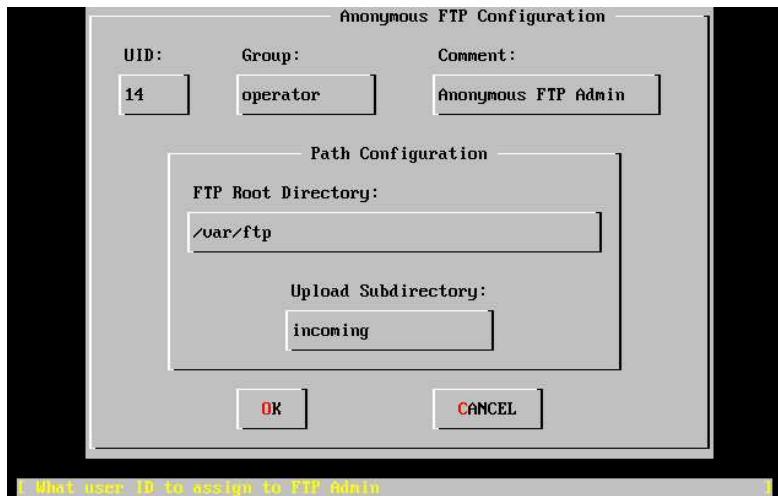 Anonymous FTP Configuration
UID: Group: Comment:
14 operator Anonymous FTP Admin
Path Configuration
FTP Root Directory:
/var/ftp
Upload Subdirectory:
incoming
OK CANCEL
[ What user ID to assign to FTP Admin ]